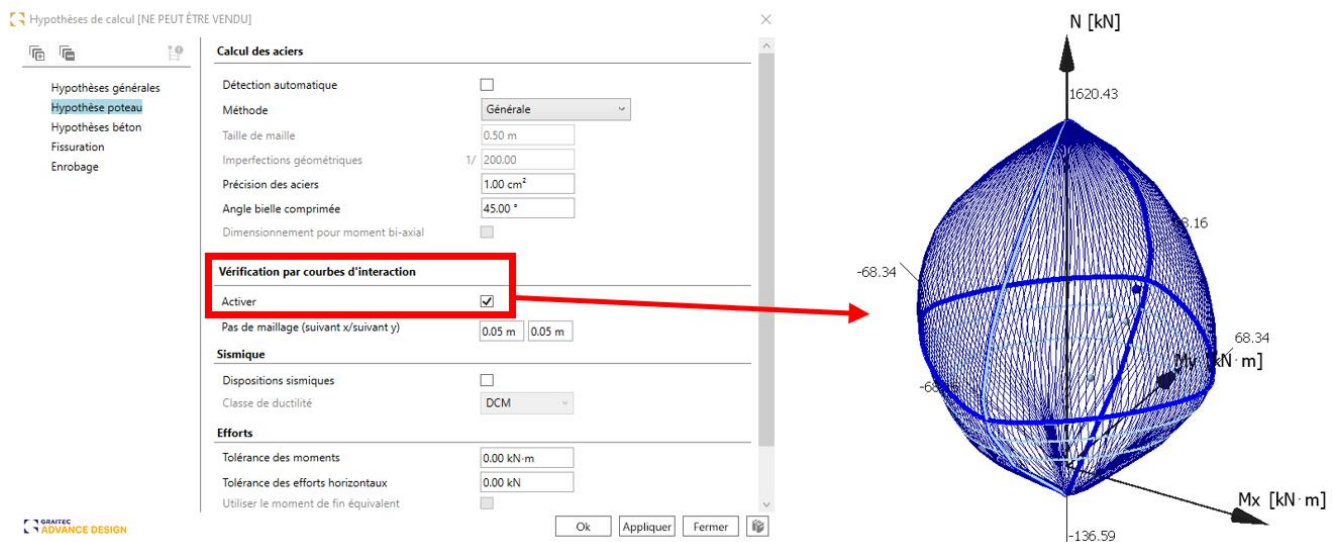 Hypothèses de calcul [NE PEUT ÊTRE VENDU]
Hypothèses générales
Hypothèse poteau
Hypothèses béton
Fissuration
Enrobage
Calcul des aciers
Détection automatique
Méthode Générale
Taille de maille 0.50 m
Imperfections géométriques 1/ 200.00
Précision des aciers 1.00 cm²
Angle bielle comprimée 45.00 °
Dimensionnement pour moment bi-axial
Vérification par courbes d'interaction
Activer
Pas de maillage (suivant x/suivant y) 0.05 m 0.05 m
Sismique
Dispositions sismiques
Classe de ductilité DCM
Efforts
Tolérance des moments 0.00 kN·m
Tolérance des efforts horizontaux 0.00 kN
Utiliser le moment de fin équivalent
GRAITEC
ADVANCE DESIGN
Ok Appliquer Fermer
N [kN]
1620.43
-68.34
68.34
My [kN·m]
Mx [kN·m]
-136.59